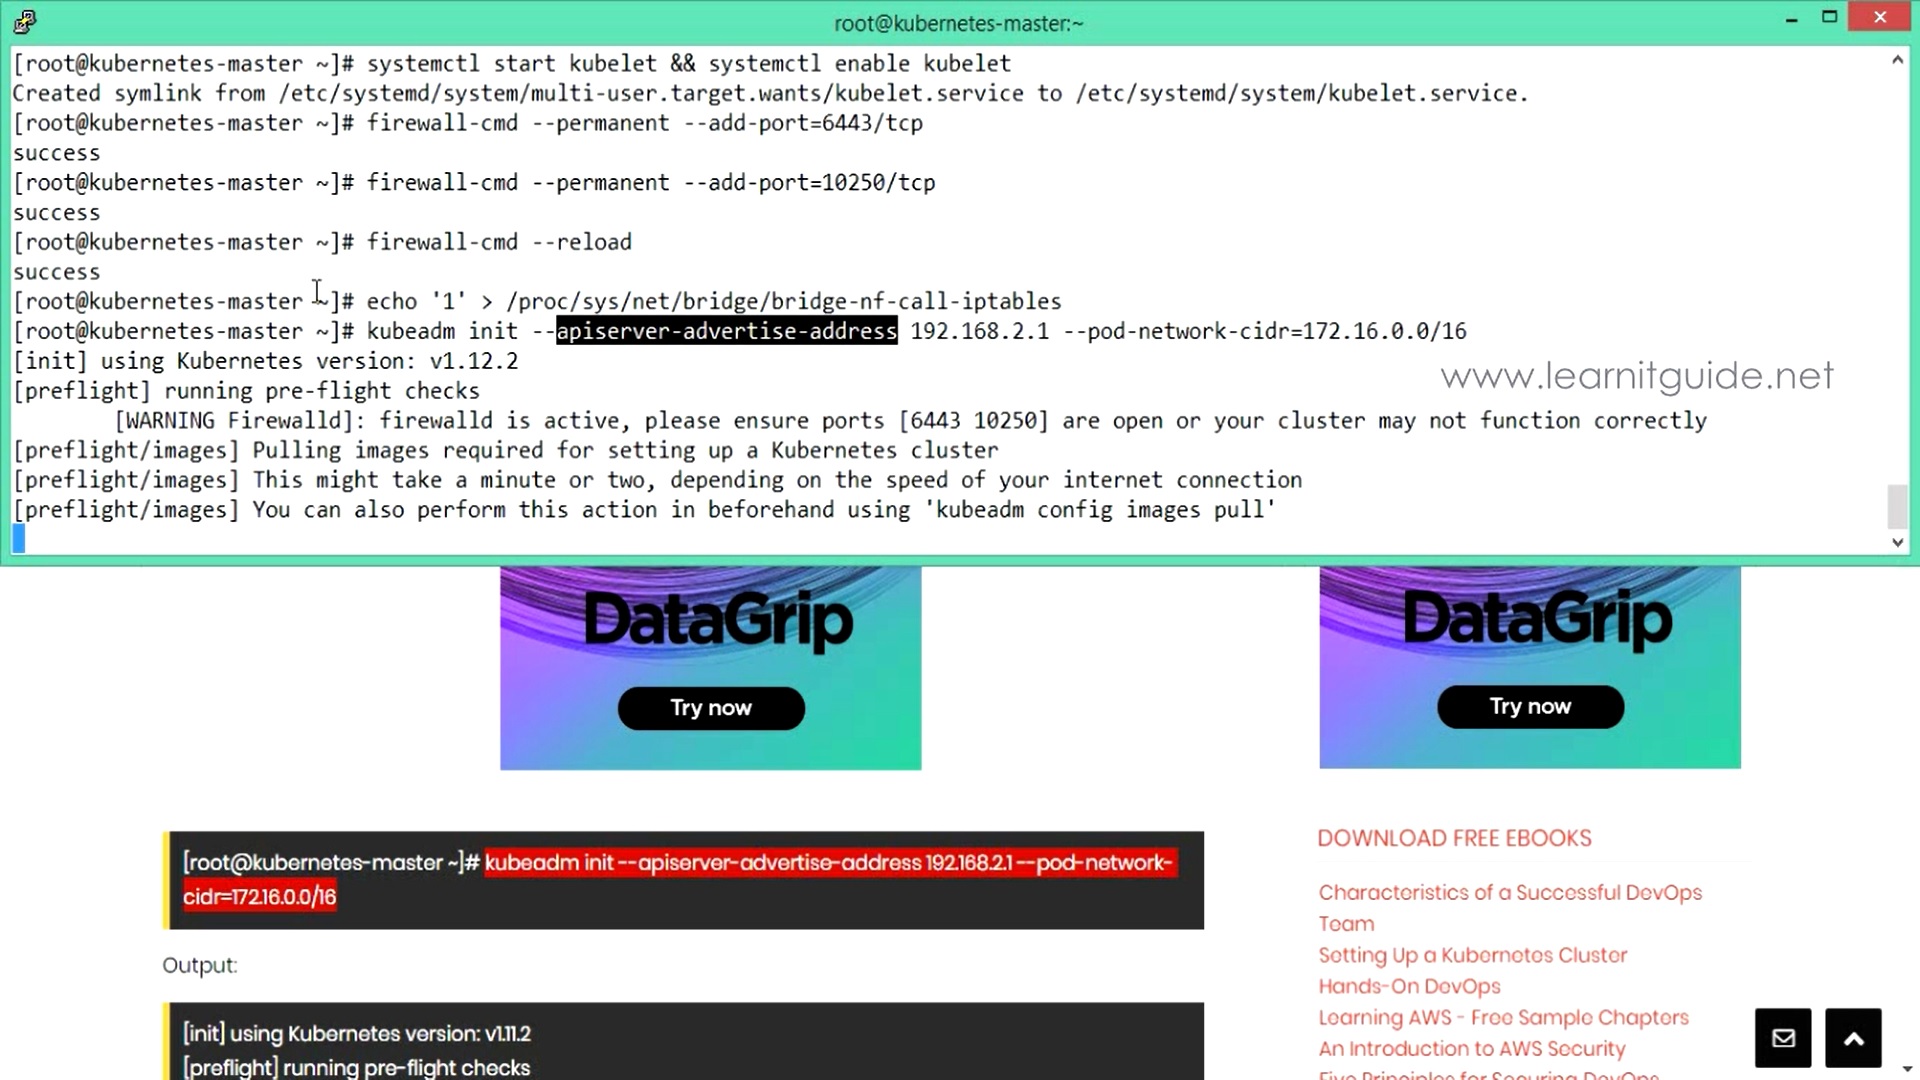 root@kubernetes-master:~
[root@kubernetes-master ~]# systemctl start kubelet && systemctl enable kubelet
Created symlink from /etc/systemd/system/multi-user.target.wants/kubelet.service to /etc/systemd/system/kubelet.service.
[root@kubernetes-master ~]# firewall-cmd --permanent --add-port=6443/tcp
success
[root@kubernetes-master ~]# firewall-cmd --permanent --add-port=10250/tcp
success
[root@kubernetes-master ~]# firewall-cmd --reload
success
[root@kubernetes-master ~]# echo '1' > /proc/sys/net/bridge/bridge-nf-call-iptables
[root@kubernetes-master ~]# kubeadm init --apiserver-advertise-address 192.168.2.1 --pod-network-cidr=172.16.0.0/16
[init] using Kubernetes version: v1.12.2
[preflight] running pre-flight checks
www.learnitguide.net
[WARNING Firewalld]: firewalld is active, please ensure ports [6443 10250] are open or your cluster may not function correctly
[preflight/images] Pulling images required for setting up a Kubernetes cluster
[preflight/images] This might take a minute or two, depending on the speed of your internet connection
[preflight/images] You can also perform this action in beforehand using 'kubeadm config images pull'
DataGrip
Try now
DataGrip
Try now
[root@kubernetes-master ~]# kubeadm init --apiserver-advertise-address 192.168.2.1 --pod-network-
cidr=172.16.0.0/16
Output:
[init] using Kubernetes version: v1.11.2
[preflight] running pre-flight checks
DOWNLOAD FREE EBOOKS
Characteristics of a Successful DevOps
Team
Setting Up a Kubernetes Cluster
Hands-On DevOps
Learning AWS - Free Sample Chapters
An Introduction to AWS Security
Five Principles for Securing DevOps